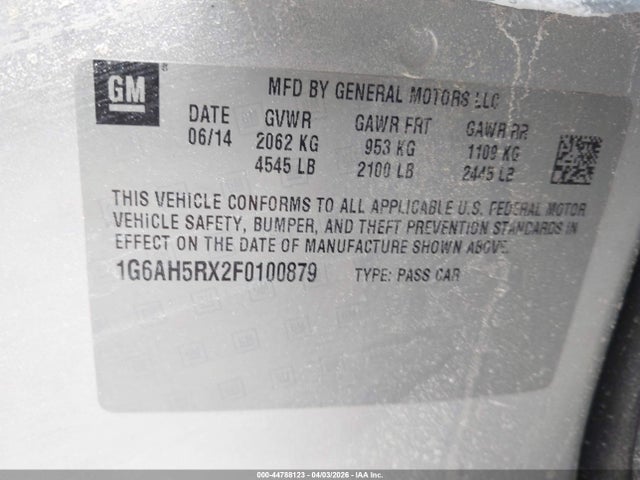 GM
MFD BY GENERAL MOTORS LLC
DATE GVWR GAWR FRT GAWR RR
06/14 2062 KG 953 KG 1109 KG
4545 LB 2100 LB 2445 LB
THIS VEHICLE CONFORMS TO ALL APPLICABLE U.S. FEDERAL MOTOR
VEHICLE SAFETY, BUMPER, AND THEFT PREVENTION STANDARDS IN
EFFECT ON THE DATE OF MANUFACTURE SHOWN ABOVE.
1G6AH5RX2F0100879 TYPE: PASS CAR
000-44788123 | 04/03/2026 | IAA Inc.